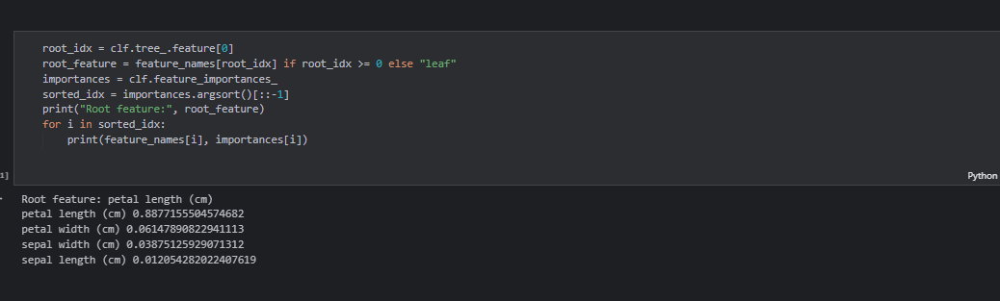 root_idx = clf.tree_.feature[0]
root_feature = feature_names[root_idx] if root_idx >= 0 else "leaf"
importances = clf.feature_importances_
sorted_idx = importances.argsort()[::-1]
print("Root feature:", root_feature)
for i in sorted_idx:
    print(feature_names[i], importances[i])
1]
Python
Root feature: petal length (cm)
petal length (cm) 0.8877155504574682
petal width (cm) 0.06147890822941113
sepal width (cm) 0.03875125929071312
sepal length (cm) 0.012054282022407619